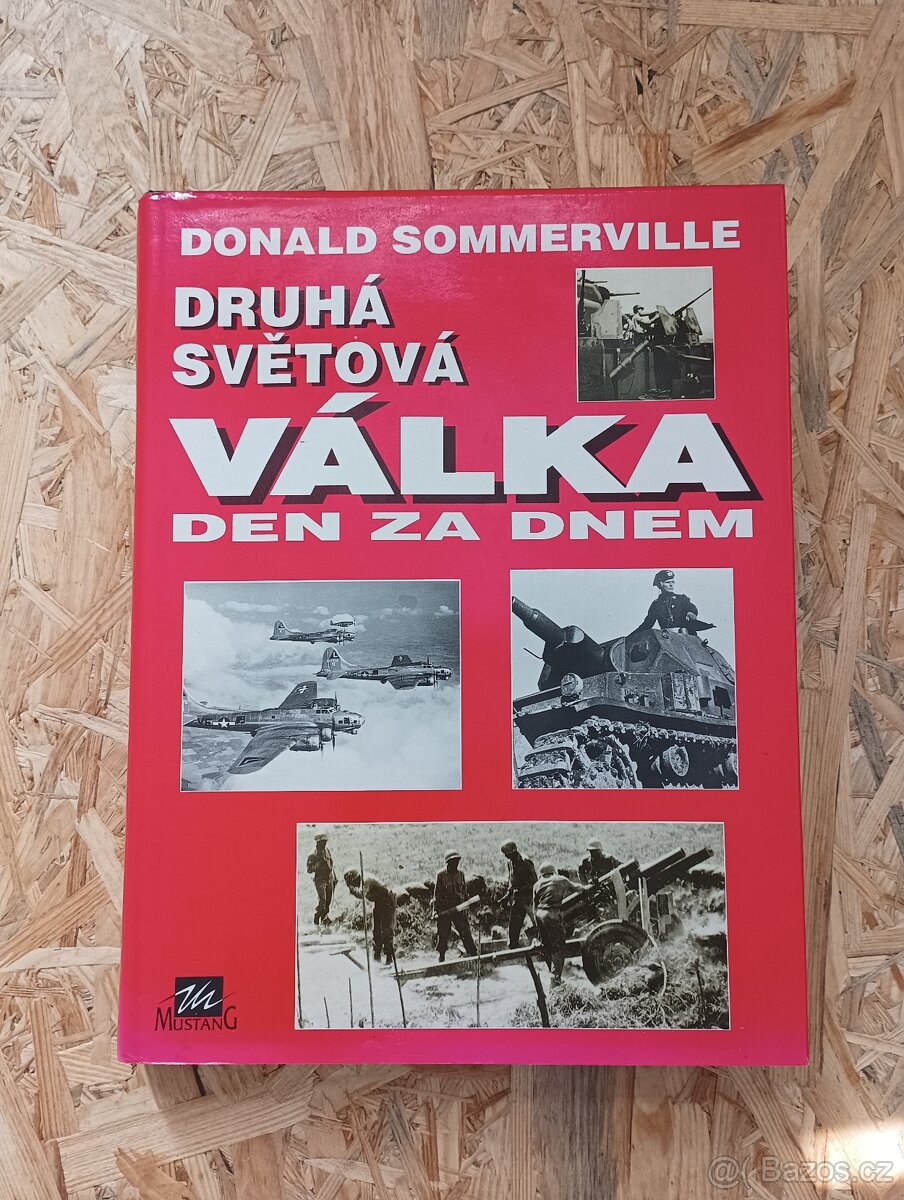 DONALD SOMMERVILLE
DRUHÁ
SVĚTOVÁ
VÁLKA
DEN ZA DNEM
MUSTANG
@ Bazos.cz